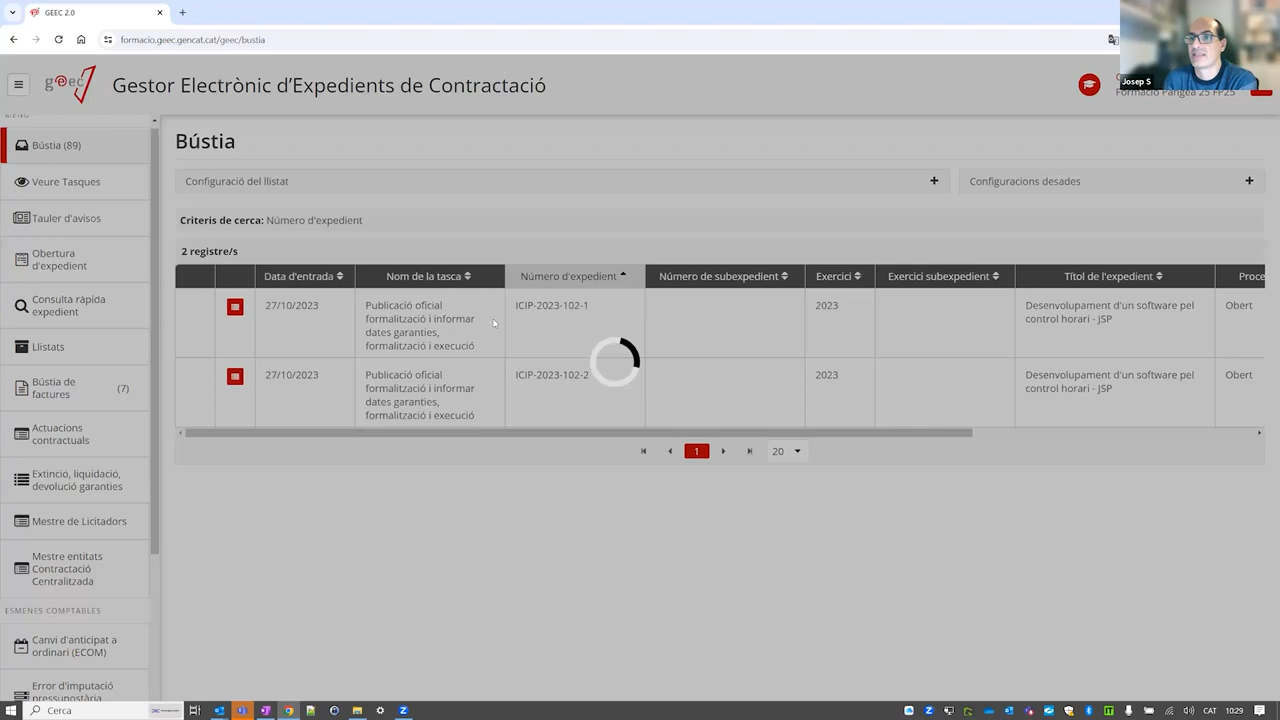 GEEC 2.0
formacio.geec.gencat.cat/geec/bustia
geec
Gestor Electrònic d'Expedients de Contractació
Formació Pangea 25 FP25
Josep S
MENÚ
Bústia (89)
Veure Tasques
Tauler d'avisos
Obertura
d'expedient
Consulta ràpida
expedient
Llistats
Bústia de
factures
(7)
Actuacions
contractuals
Extinció, liquidació,
devolució garanties
Mestre de Licitadors
Mestre entitats
Contractació
Centralitzada
ESMENES COMPTABLES
Canvi d'anticipat a
ordinari (ECOM)
Error d'imputació
pressupostària
Bústia
Configuració del llistat
Configuracions desades
Criteris de cerca: Número d'expedient
2 registre/s
Data d'entrada Nom de la tasca Número d'expedient Número de subexpedient Exercici Exercici subexpedient Títol de l'expedient Proce
27/10/2023
Publicació oficial
formalització i informar
dates garanties,
formalització i execució
ICIP-2023-102-1
2023
Desenvolupament d'un software pel
control horari - JSP
Obert
27/10/2023
Publicació oficial
formalització i informar
dates garanties,
formalització i execució
ICIP-2023-102-2
2023
Desenvolupament d'un software pel
control horari - JSP
Obert
1
20
Cerca
CAT
10:29